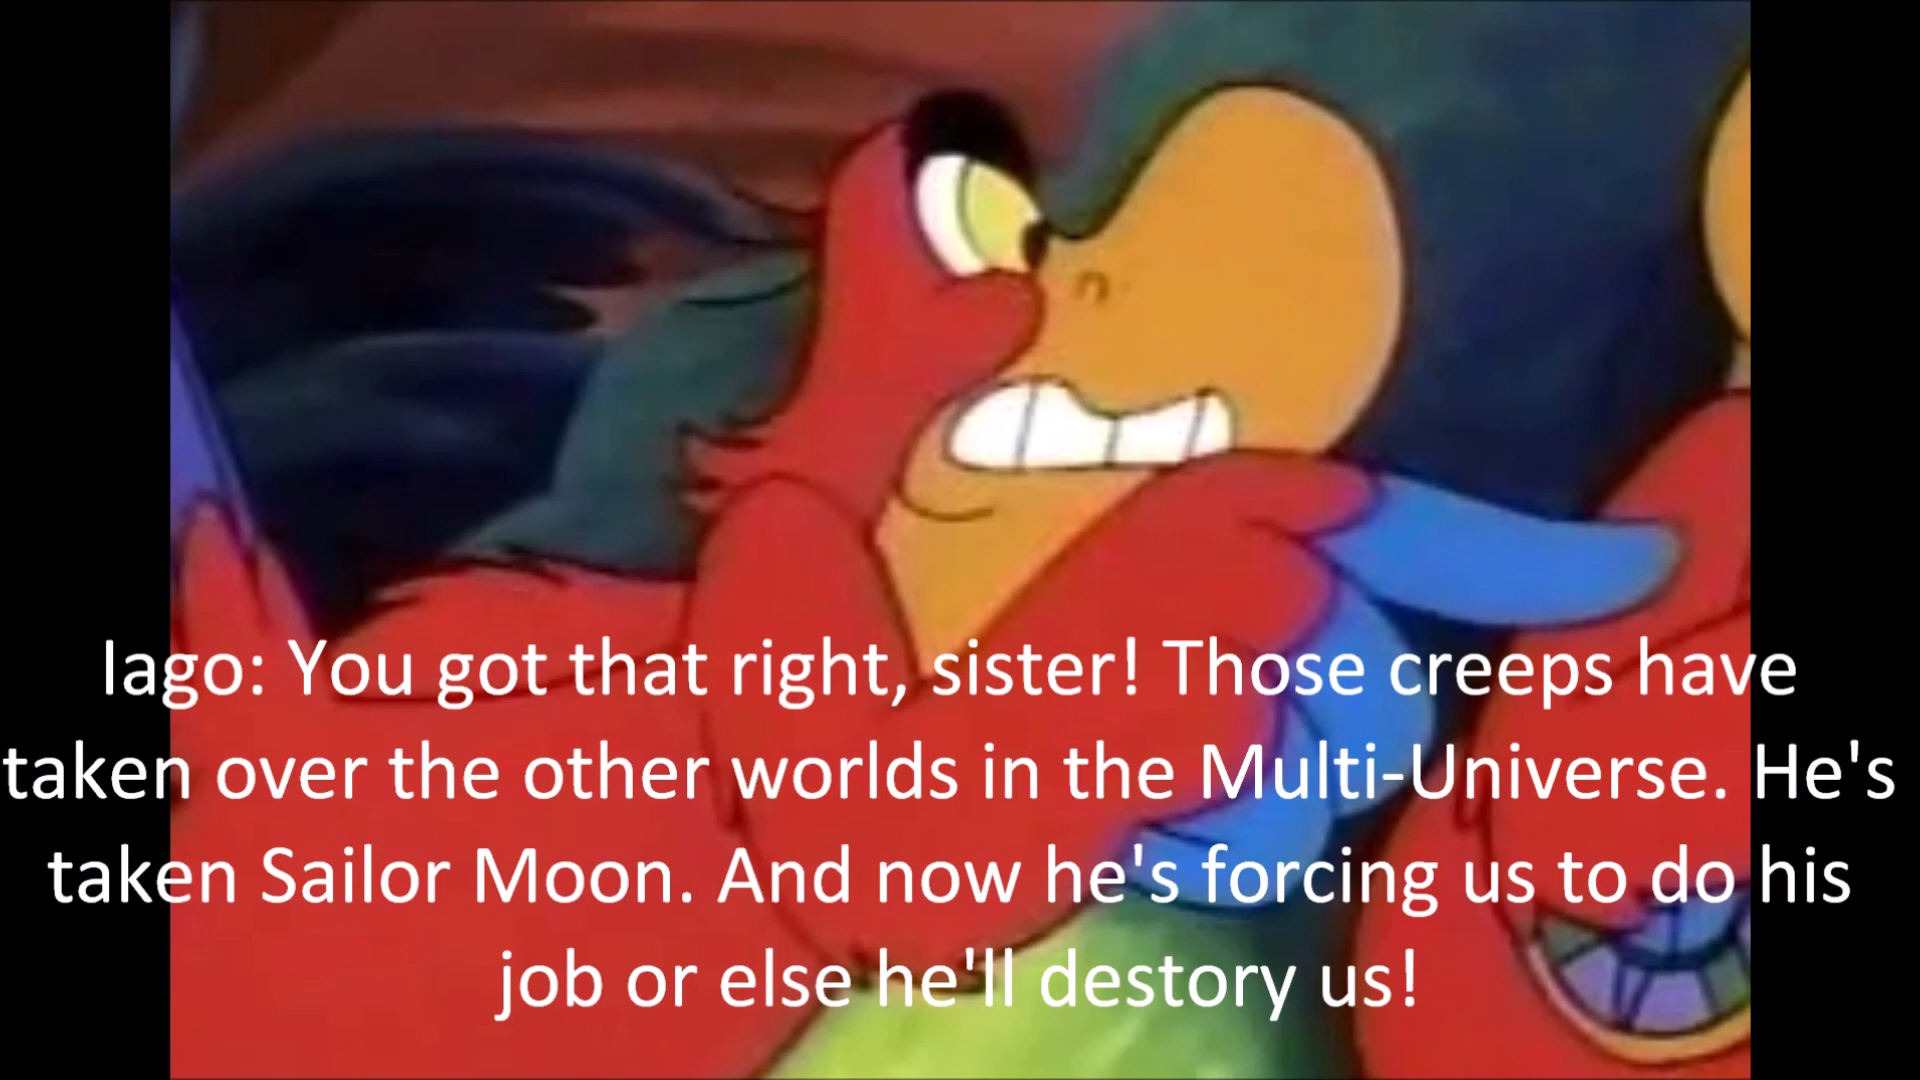 Iago: You got that right, sister! Those creeps have
taken over the other worlds in the Multi-Universe. He's
taken Sailor Moon. And now he's forcing us to do his
job or else he'll destory us!